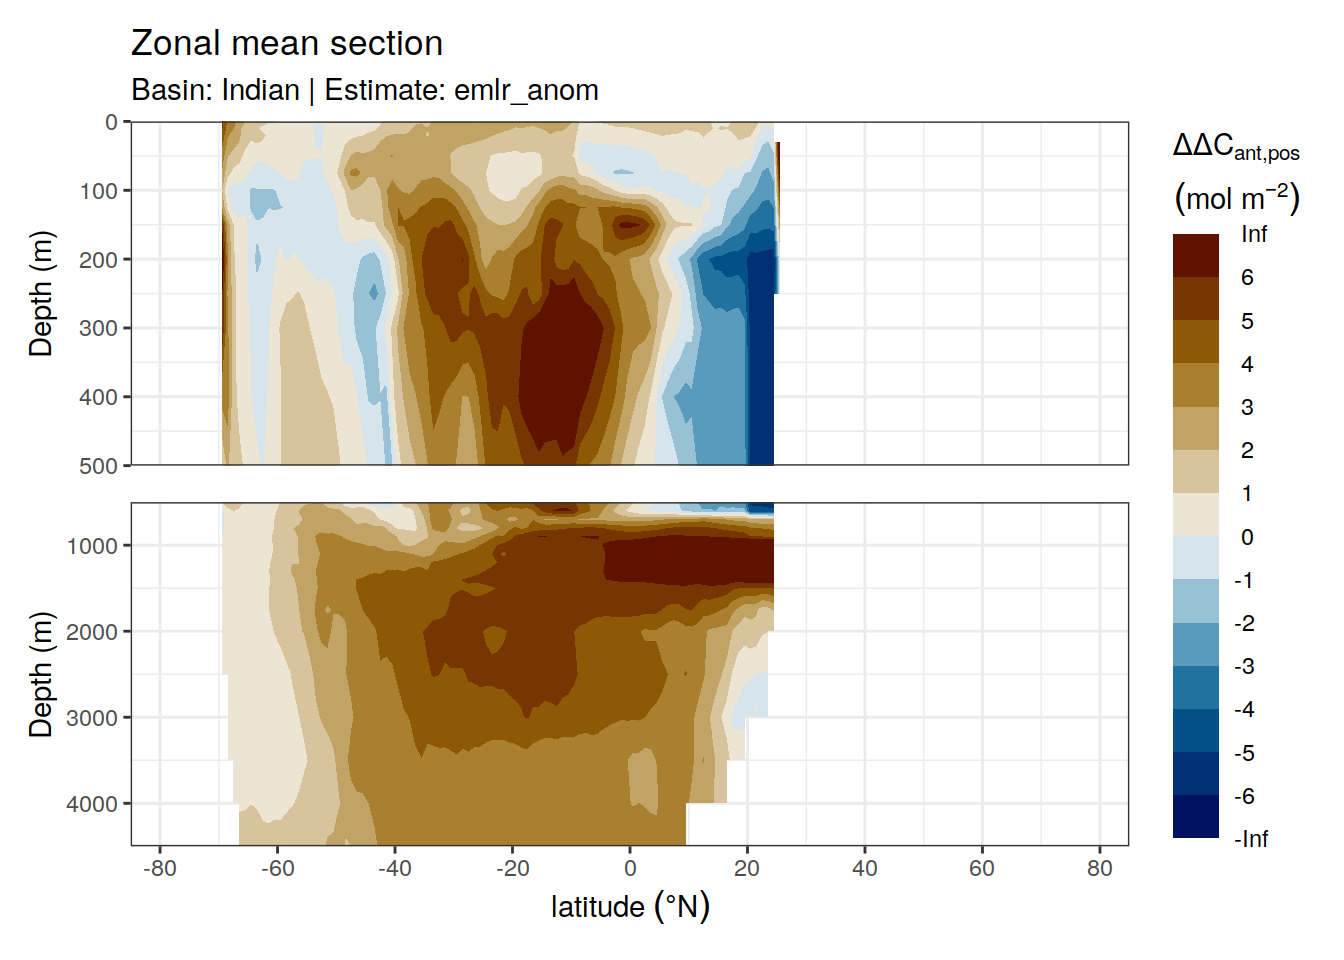 Zonal mean section
Basin: Indian | Estimate: emlr_anom
0
100
200
300
400
500
Depth (m)
1000
2000
3000
4000
Depth (m)
-80 -60 -40 -20 0 20 40 60 80
latitude (°N)
ΔΔCant,pos
(mol m−2)
Inf
6
5
4
3
2
1
0
-1
-2
-3
-4
-5
-6
-Inf